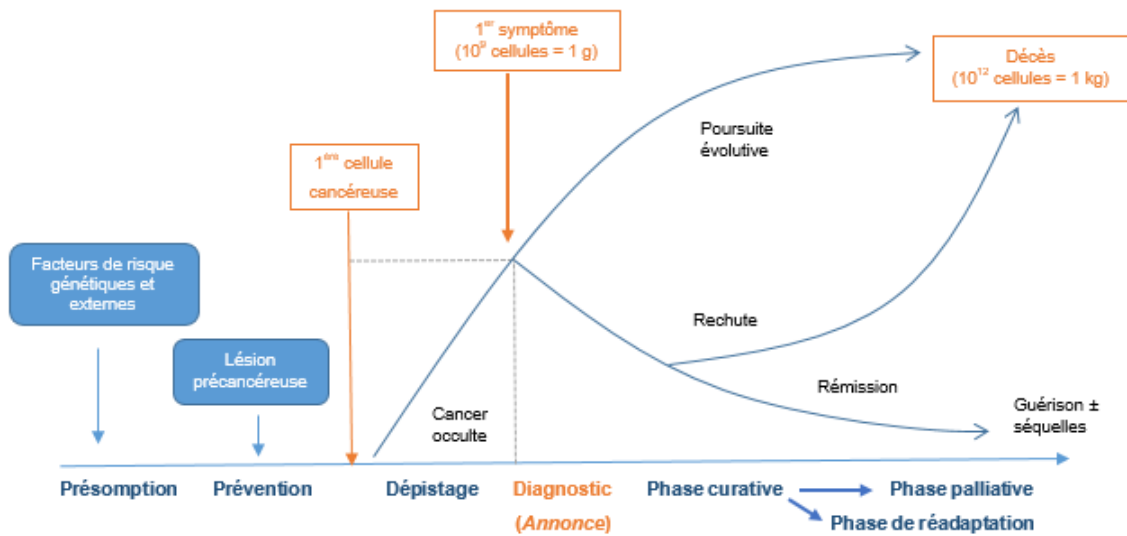 1er symptôme
(10⁹ cellules = 1 g)
Décès
(10¹² cellules = 1 kg)
Poursuite
évolutive
1ère cellule
cancéreuse
Facteurs de risque
génétiques et
externes
Lésion
précancéreuse
Rechute
Rémission
Cancer
occulte
Guérison ±
séquelles
Présomption
Prévention
Dépistage
Diagnostic
(Annonce)
Phase curative
Phase palliative
Phase de réadaptation